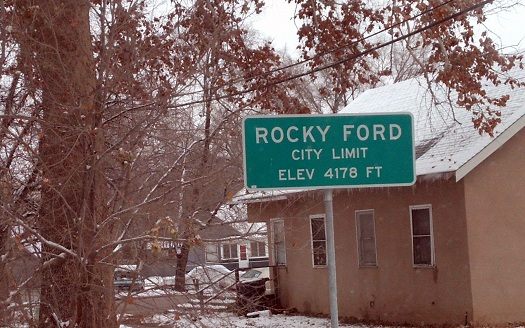 ROCKY FORD
CITY LIMIT
ELEV 4178 FT